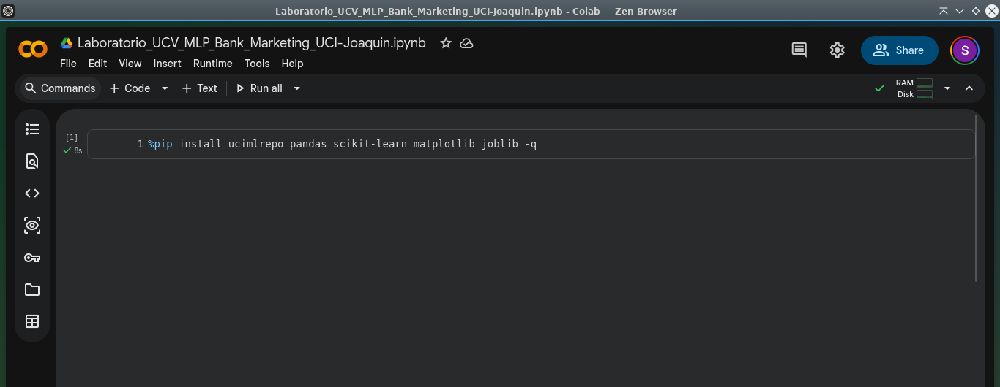 Laboratorio_UCV_MLP_Bank_Marketing_UCI-Joaquin.ipynb - Colab — Zen Browser
Laboratorio_UCV_MLP_Bank_Marketing_UCI-Joaquin.ipynb
File Edit View Insert Runtime Tools Help
Share
S
Commands + Code + Text Run all
RAM
Disk
[1]
8s
1 %pip install ucimlrepo pandas scikit-learn matplotlib joblib -q